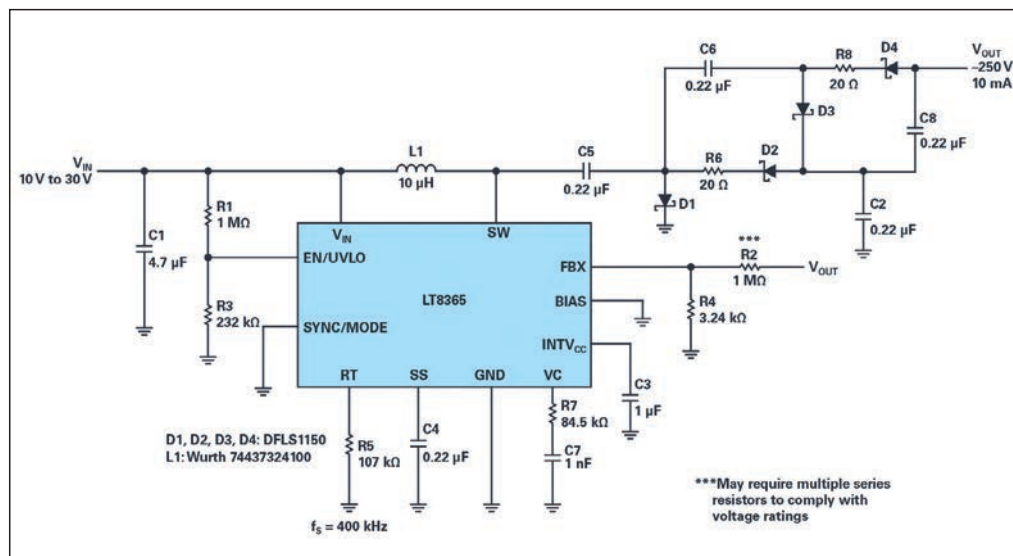 V_IN
10 V to 30 V
C1
4.7 µF
R1
1 MΩ
R3
232 kΩ
L1
10 µH
C5
0.22 µF
C6
0.22 µF
R8
20 Ω
D4
V_OUT
–250 V
10 mA
D3
C8
0.22 µF
R6
20 Ω
D2
D1
C2
0.22 µF
V_IN
SW
EN/UVLO
FBX
LT8365
BIAS
SYNC/MODE
INTV_CC
RT
SS
GND
VC
***
R2
1 MΩ
V_OUT
R4
3.24 kΩ
C3
1 µF
R7
84.5 kΩ
C7
1 nF
C4
0.22 µF
R5
107 kΩ
D1, D2, D3, D4: DFLS1150
L1: Wurth 74437324100
f_S = 400 kHz
***May require multiple series
resistors to comply with
voltage ratings